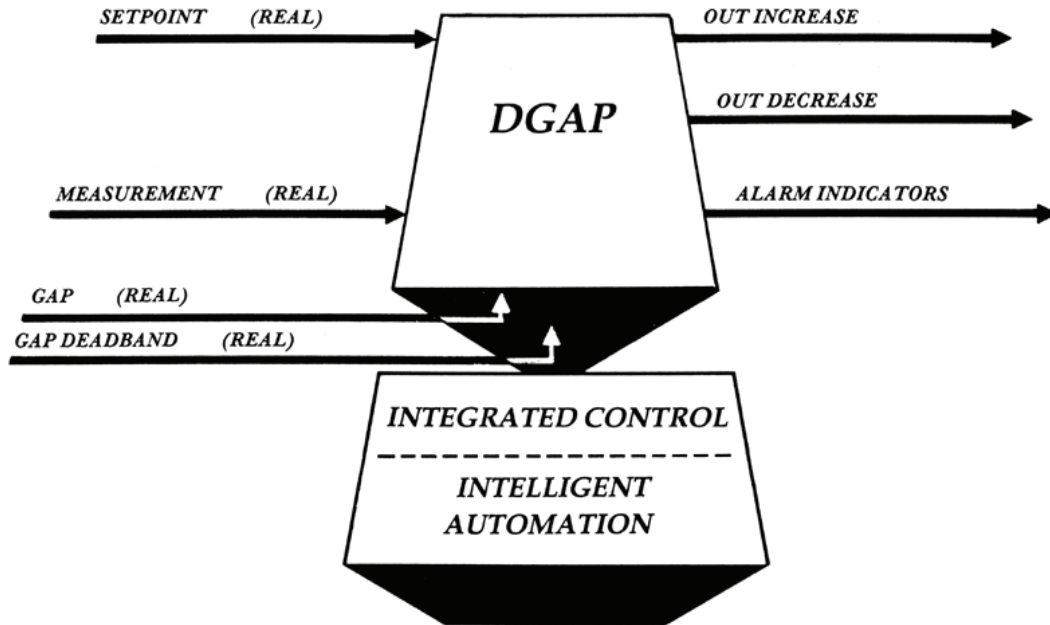 SETPOINT (REAL)
OUT INCREASE
DGAP
OUT DECREASE
MEASUREMENT (REAL)
ALARM INDICATORS
GAP (REAL)
GAP DEADBAND (REAL)
INTEGRATED CONTROL
INTELLIGENT
AUTOMATION